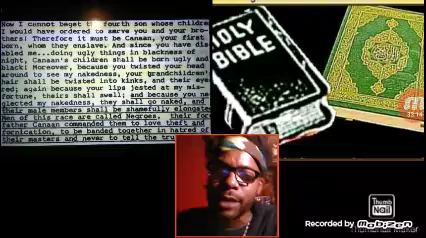 Now I cannot beget the fourth son whose children
I would have ordered to serve you and your bro-
thers! Therefore it must be Canaan, your first
born, whom they enslave. And since you have dis
abled me...doing ugly things in blackness of
night, Canaan's children shall be born ugly and
black! Moreover, because you twisted your head
around to see my nakedness, your grandchildren's
hair shall be twisted into kinks and their eyes
red; again because your lips jested at my mis-
fortune, theirs shall swell; and because you ne
glected my nakedness, they shall go naked, and
their male members shall be shamefully elongate
Men of this race are called Negroes, their for
father Canaan commanded them to love theft and
fornication, to be banded together in hatred of
their masters and never to tell the truth
HOLY
BIBLE
33:14
Thumb
Nail
Recorded by Mobizen